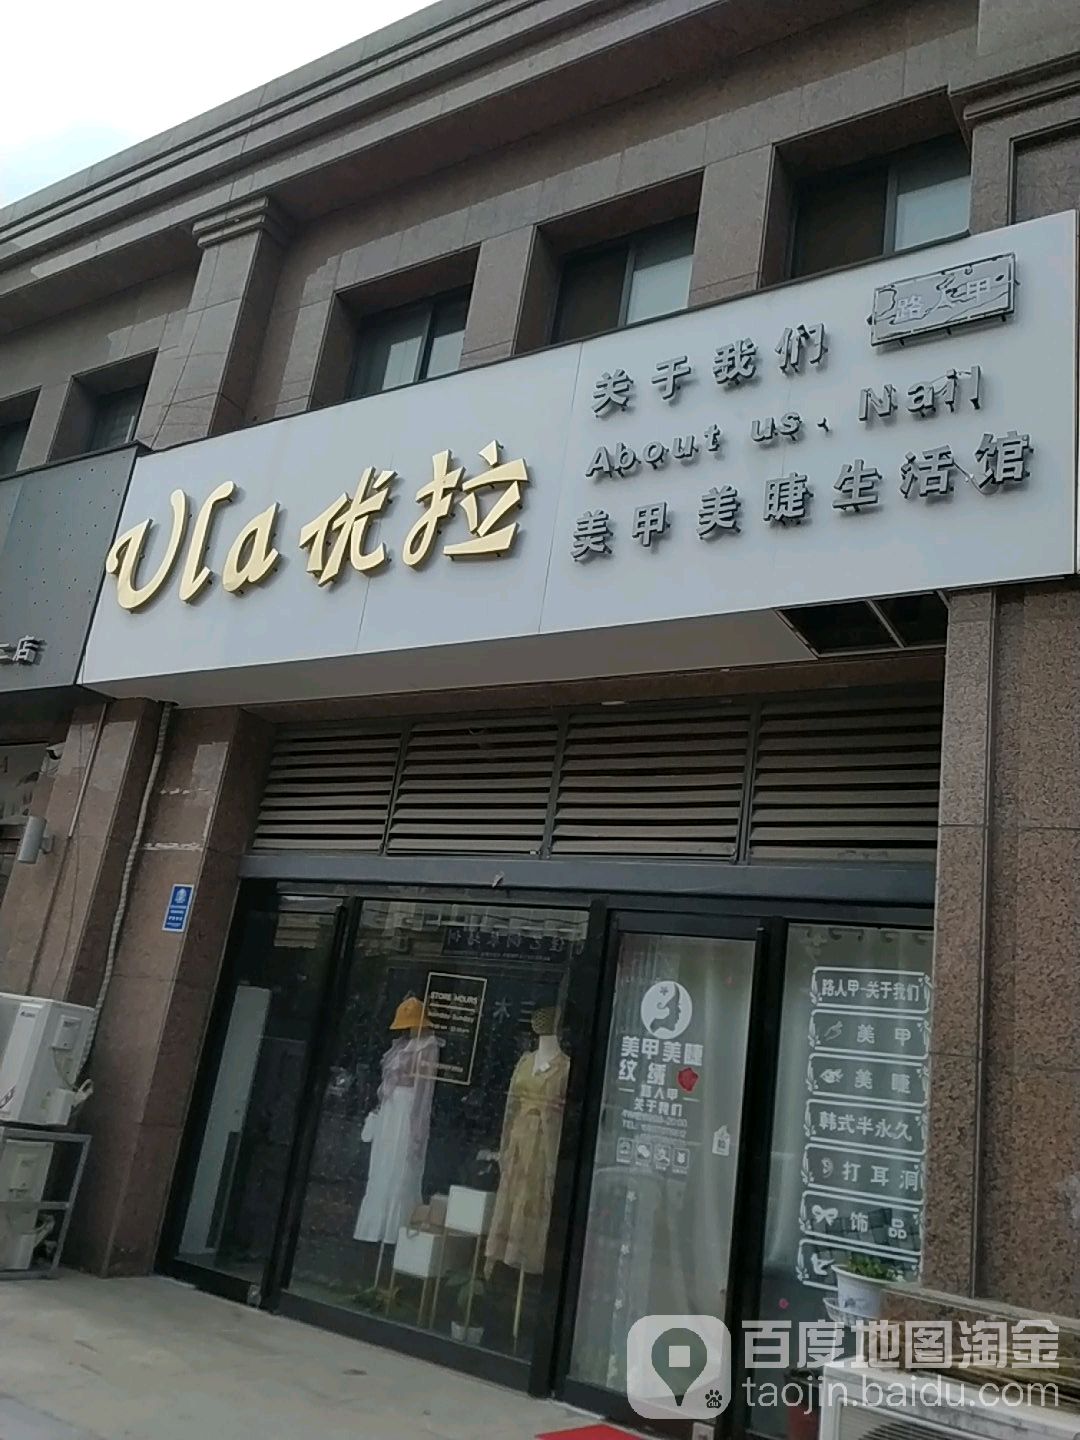 路人甲
关于我们
About us、Nail
美甲美睫生活馆
Ula优拉
店
STORE HOURS
美甲美睫
纹绣
路人甲
关于我们
路人甲-关于我们
美甲
美睫
韩式半永久
打耳洞
饰品
百度地图淘金
taojin.baidu.com